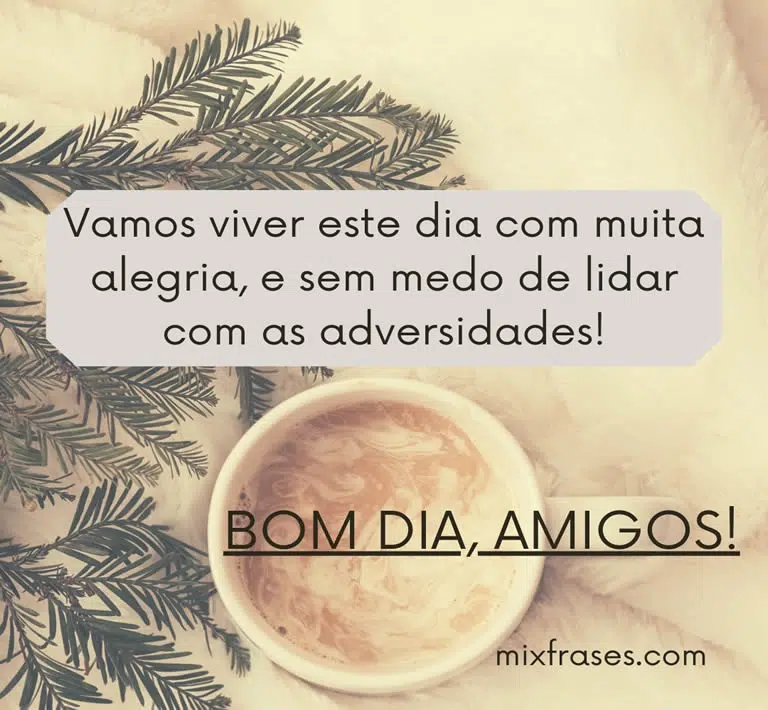 Vamos viver este dia com muita
alegria, e sem medo de lidar
com as adversidades!
BOM DIA, AMIGOS!
mixfrases.com